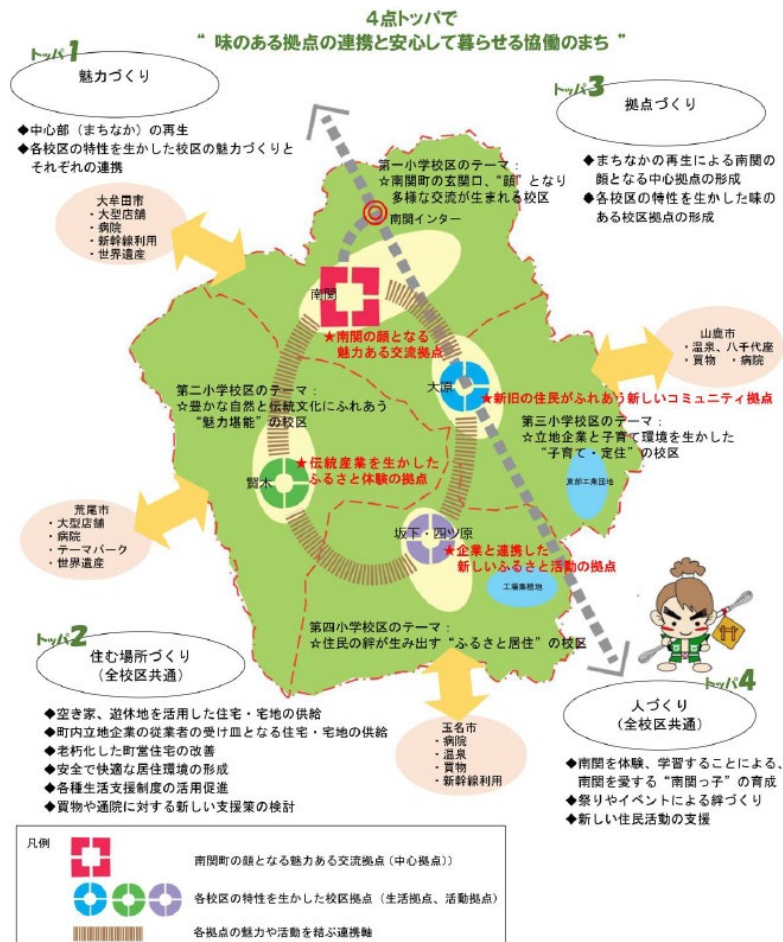 4点トッパで
“ 味のある拠点の連携と安心して暮らせる協働のまち ”
トッパ1
魅力づくり
◆中心部（まちなか）の再生
◆各校区の特性を生かした校区の魅力づくりと
それぞれの連携
トッパ3
拠点づくり
◆まちなかの再生による南関の
顔となる中心拠点の形成
◆各校区の特性を生かした味の
ある校区拠点の形成
第一小学校区のテーマ：
☆南関町の玄関口、“顔”となり
多様な交流が生まれる校区
南関インター
大牟田市
・大型店舗
・病院
・新幹線利用
・世界遺産
南関
★南関の顔となる
魅力ある交流拠点
山鹿市
・温泉、八千代座
・買物　・病院
大原
★新旧の住民がふれあう新しいコミュニティ拠点
第二小学校区のテーマ：
☆豊かな自然と伝統文化にふれあう
“魅力堪能”の校区
第三小学校区のテーマ：
☆立地企業と子育て環境を生かした
“子育て・定住”の校区
東部工業団地
賢木
★伝統産業を生かした
ふるさと体験の拠点
荒尾市
・大型店舗
・病院
・テーマパーク
・世界遺産
坂下・四ツ原
★企業と連携した
新しいふるさと活動の拠点
工場集積地
第四小学校区のテーマ：
☆住民の絆が生み出す“ふるさと居住”の校区
トッパ2
住む場所づくり
（全校区共通）
◆空き家、遊休地を活用した住宅・宅地の供給
◆町内立地企業の従業者の受け皿となる住宅・宅地の供給
◆老朽化した町営住宅の改善
◆安全で快適な居住環境の形成
◆各種生活支援制度の活用促進
◆買物や通院に対する新しい支援策の検討
玉名市
・病院
・温泉
・買物
・新幹線利用
トッパ4
人づくり
（全校区共通）
◆南関を体験、学習することによる、
南関を愛する“南関っ子”の育成
◆祭りやイベントによる絆づくり
◆新しい住民活動の支援
凡例
南関町の顔となる魅力ある交流拠点（中心拠点））
各校区の特性を生かした校区拠点（生活拠点、活動拠点）
各拠点の魅力や活動を結ぶ連携軸